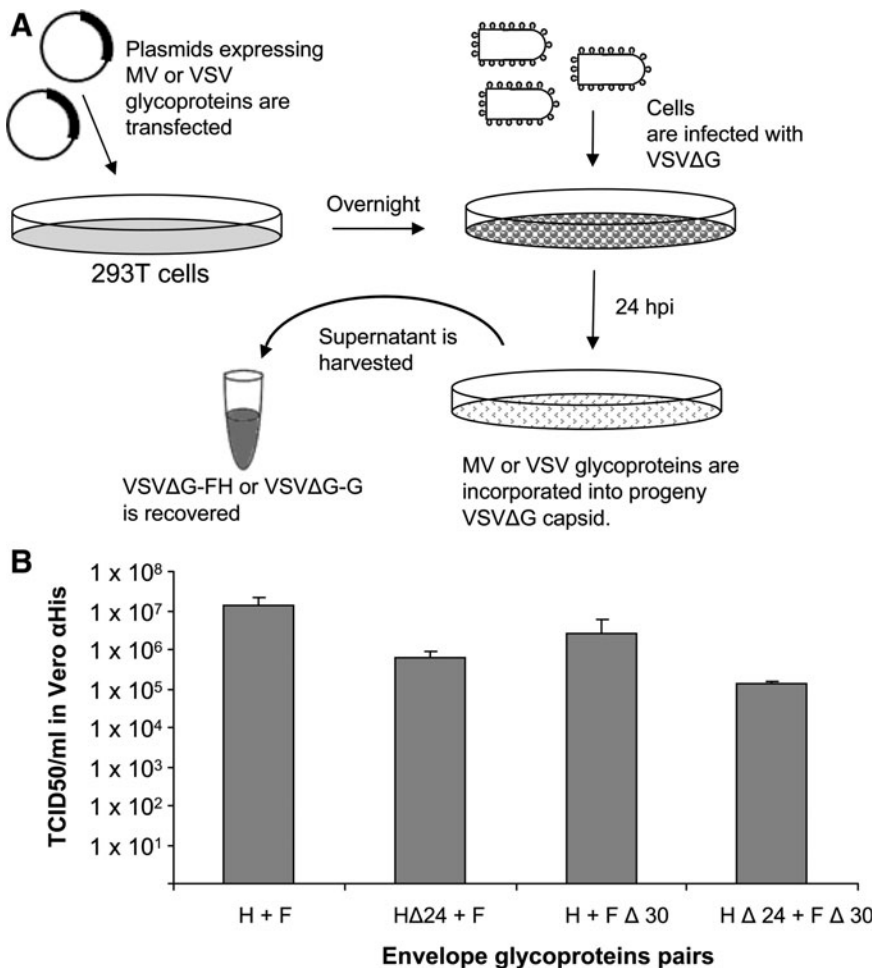 A
Plasmids expressing
MV or VSV
glycoproteins are
transfected
Cells
are infected with
VSVΔG
Overnight
293T cells
24 hpi
Supernatant is
harvested
VSVΔG-FH or VSVΔG-G
is recovered
MV or VSV glycoproteins are
incorporated into progeny
VSVΔG capsid.
B
TCID50/ml in Vero αHis
1 x 10⁸
1 x 10⁷
1 x 10⁶
1 x 10⁵
1 x 10⁴
1 x 10³
1 x 10²
1 x 10¹
H + F
HΔ24 + F
H + F Δ 30
H Δ 24 + F Δ 30
Envelope glycoproteins pairs